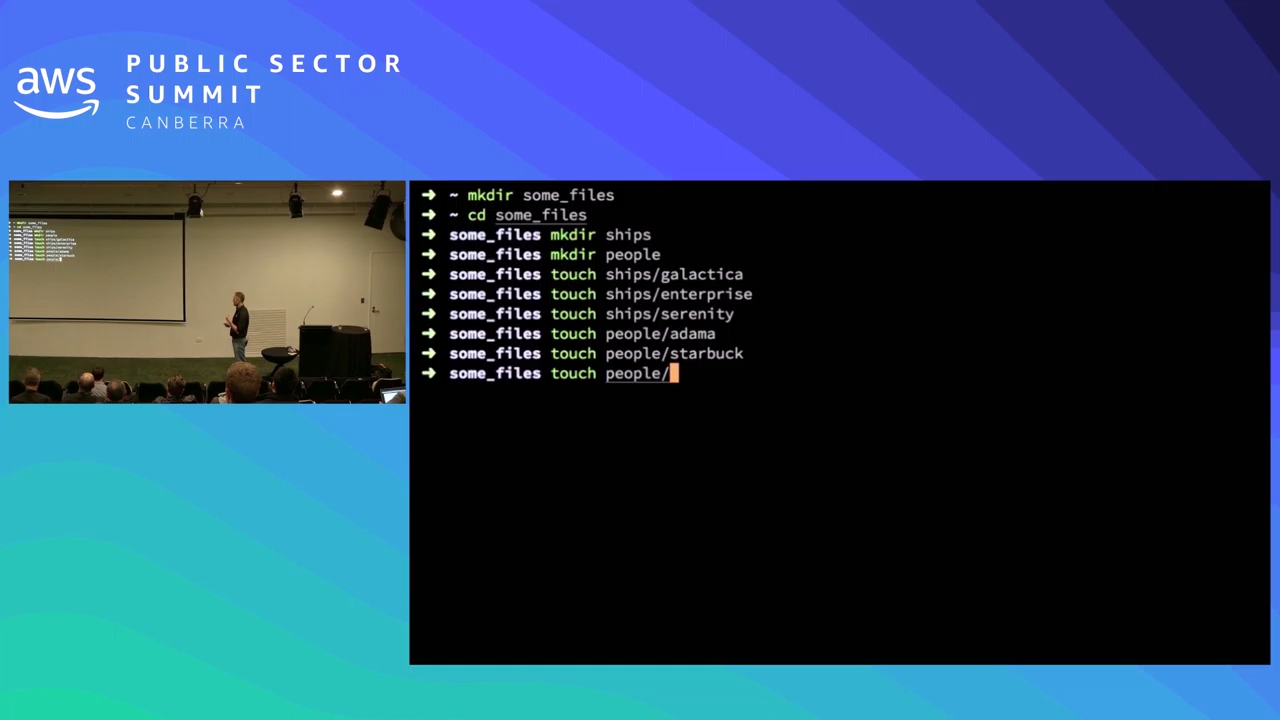 aws
PUBLIC SECTOR
SUMMIT
CANBERRA
➜ ~ mkdir some_files
➜ ~ cd some_files
➜ some_files mkdir ships
➜ some_files mkdir people
➜ some_files touch ships/galactica
➜ some_files touch ships/enterprise
➜ some_files touch ships/serenity
➜ some_files touch people/adama
➜ some_files touch people/starbuck
➜ some_files touch people/